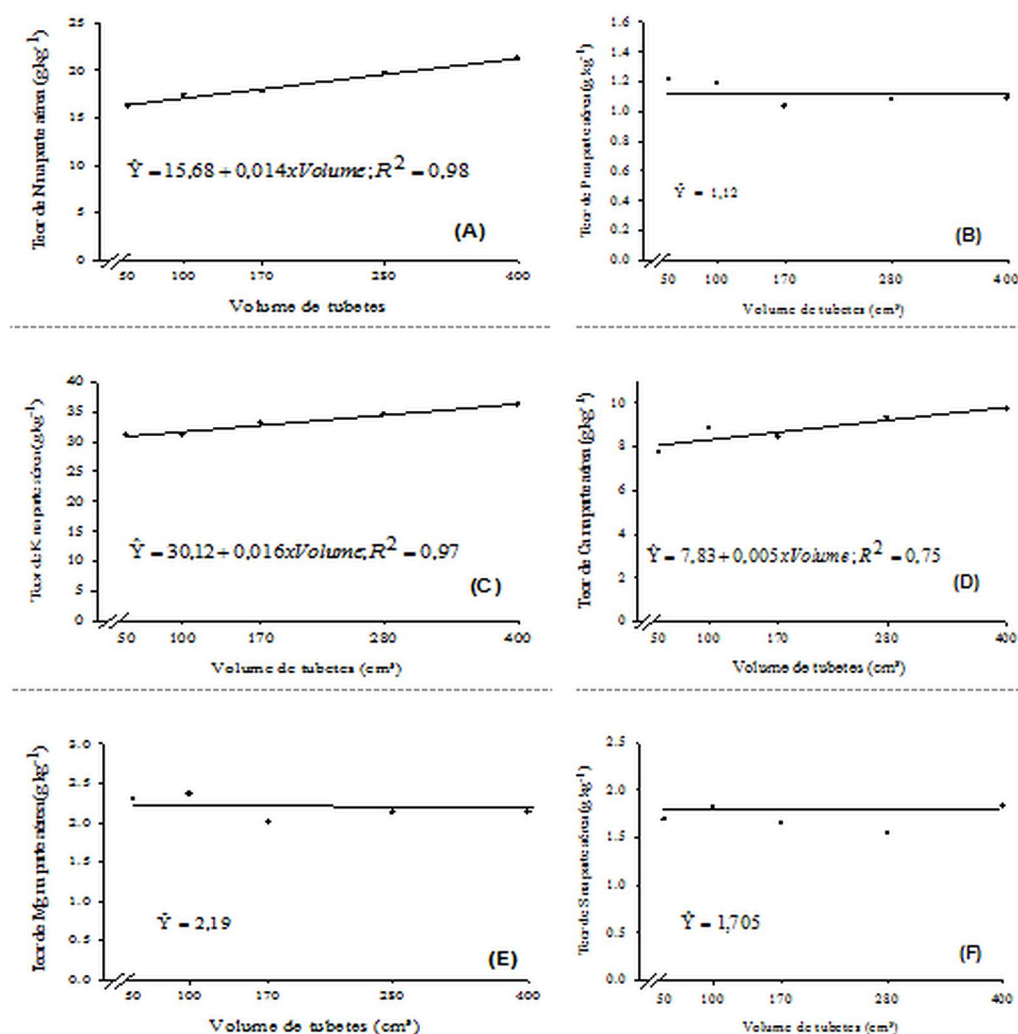 Teor de N na parte aérea (g kg⁻¹)
25
20
15
10
5
0
Ŷ = 15,68 + 0,014xVolume; R² = 0,98
(A)
50 100 170 280 400
Volume de tubetes
Teor de P na parte aérea (g kg⁻¹)
1.6
1.4
1.2
1.0
0.8
0.6
0.4
0.2
0.0
Ŷ = 1,12
(B)
50 100 170 280 400
Volume de tubetes (cm³)
Teor de K na parte aérea (g kg⁻¹)
40
35
30
25
20
15
10
5
0
Ŷ = 30,12 + 0,016xVolume; R² = 0,97
(C)
50 100 170 280 400
Volume de tubetes (cm³)
Teor de Ca na parte aérea (g kg⁻¹)
10
8
6
4
2
0
Ŷ = 7,83 + 0,005xVolume; R² = 0,75
(D)
50 100 170 280 400
Volume de tubetes (cm³)
Teor de Mg na parte aérea (g kg⁻¹)
3.0
2.5
2.0
1.5
1.0
0.5
0.0
Ŷ = 2,19
(E)
50 100 170 280 400
Volume de tubetes (cm³)
Teor de S na parte aérea (g kg⁻¹)
2.5
2.0
1.5
1.0
0.5
0.0
Ŷ = 1,705
(F)
50 100 170 280 400
Volume de tubetes (cm³)